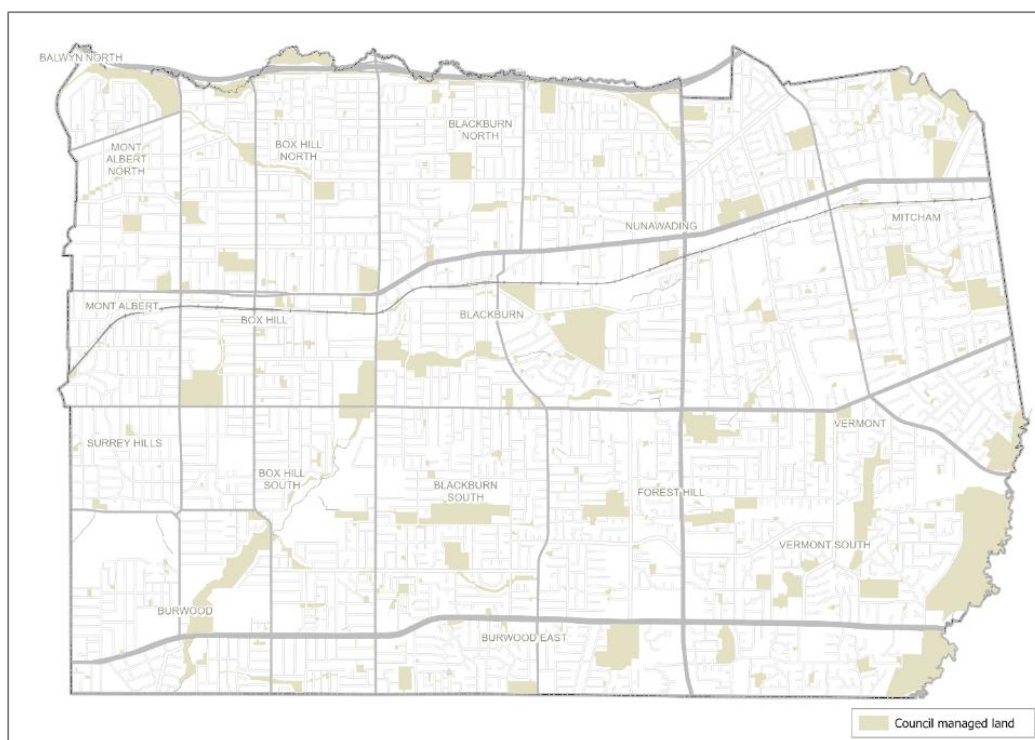 BALWYN NORTH
BLACKBURN
NORTH
MONT
ALBERT
NORTH
BOX HILL
NORTH
MITCHAM
NUNAWADING
MONT ALBERT
BOX HILL
BLACKBURN
VERMONT
SURREY HILLS
BOX HILL
SOUTH
BLACKBURN
SOUTH
FOREST HILL
VERMONT SOUTH
BURWOOD
BURWOOD EAST
Council managed land